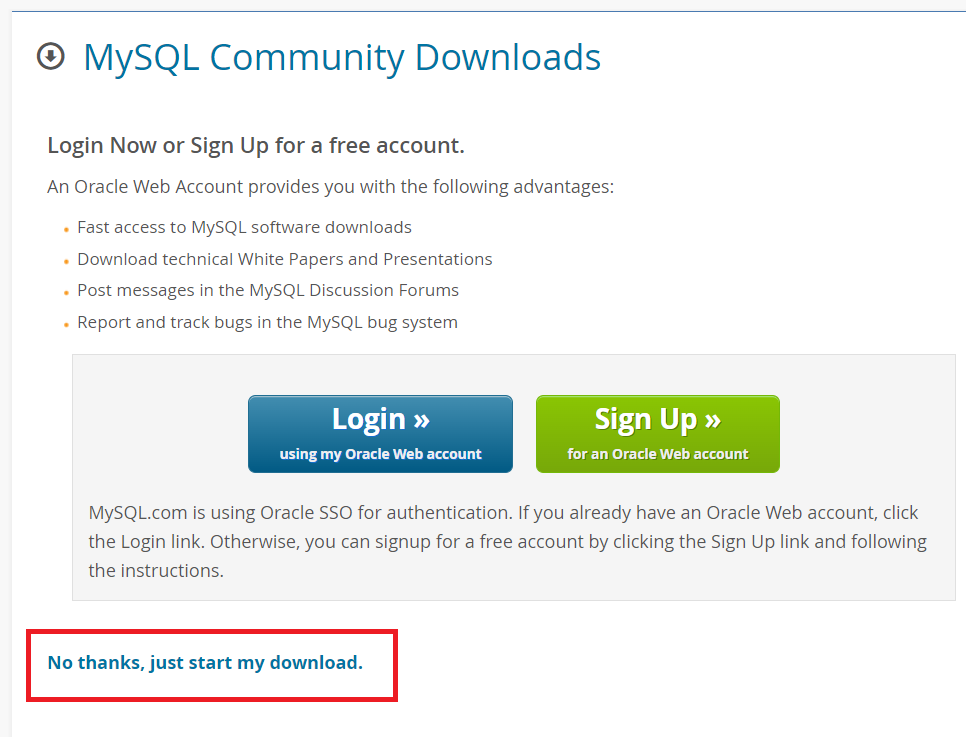 MySQL Community Downloads
Login Now or Sign Up for a free account.
An Oracle Web Account provides you with the following advantages:
Fast access to MySQL software downloads
Download technical White Papers and Presentations
Post messages in the MySQL Discussion Forums
Report and track bugs in the MySQL bug system
Login »
using my Oracle Web account
Sign Up »
for an Oracle Web account
MySQL.com is using Oracle SSO for authentication. If you already have an Oracle Web account, click
the Login link. Otherwise, you can signup for a free account by clicking the Sign Up link and following
the instructions.
No thanks, just start my download.